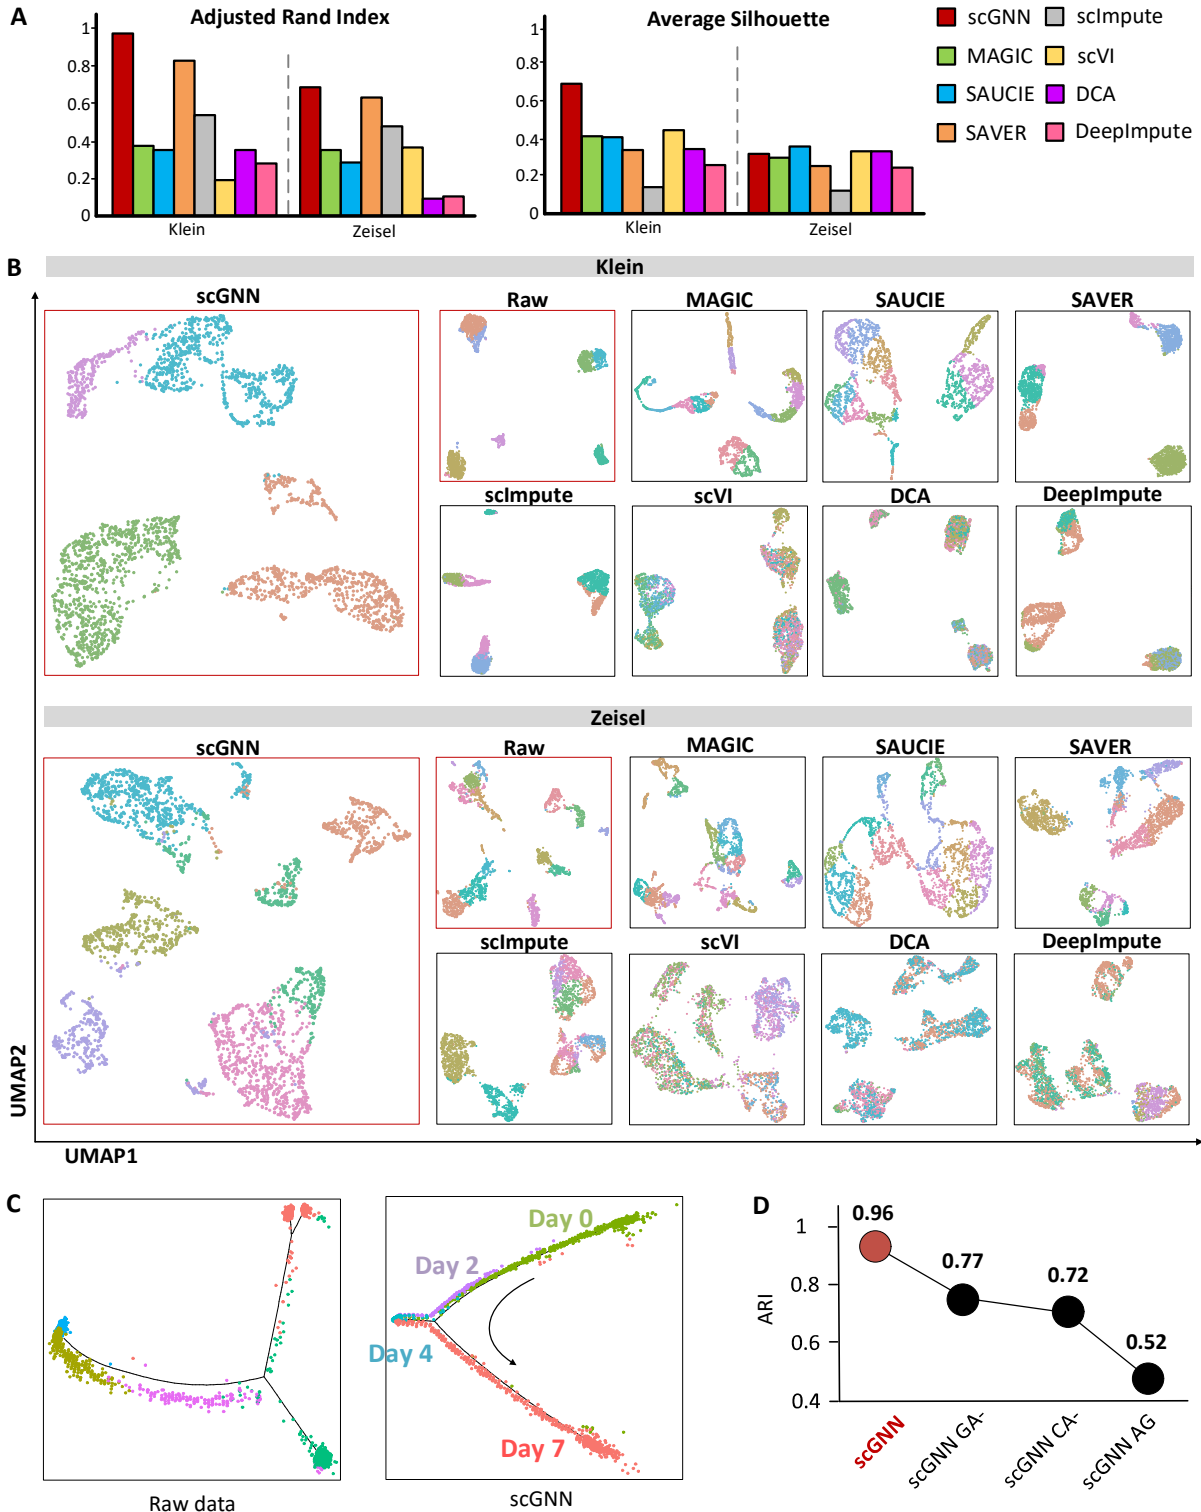 A
Adjusted Rand Index
1
0.8
0.6
0.4
0.2
0
Klein
Zeisel
Average Silhouette
1
0.8
0.6
0.4
0.2
0
Klein
Zeisel
scGNN
scImpute
MAGIC
scVI
SAUCIE
DCA
SAVER
DeepImpute
B
Klein
scGNN
Raw
MAGIC
SAUCIE
SAVER
scImpute
scVI
DCA
DeepImpute
Zeisel
scGNN
Raw
MAGIC
SAUCIE
SAVER
scImpute
scVI
DCA
DeepImpute
UMAP2
UMAP1
C
Raw data
Day 0
Day 2
Day 4
Day 7
scGNN
D
ARI
1
0.8
0.6
0.4
0.96
0.77
0.72
0.52
scGNN
scGNN GA-
scGNN CA-
scGNN AG